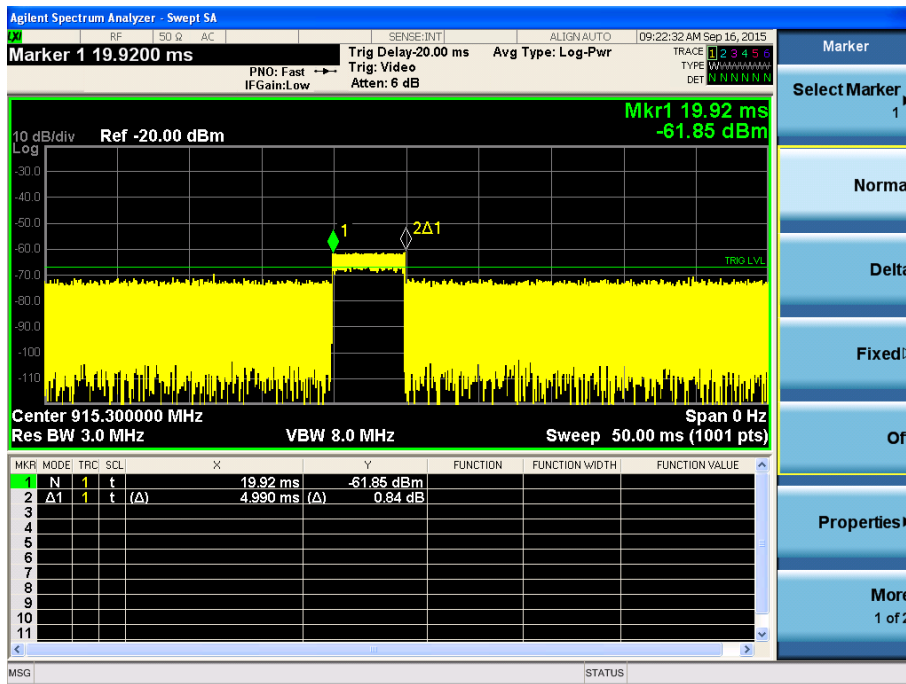 Agilent Spectrum Analyzer - Swept SA
LXI RF 50 Ω AC SENSE:INT ALIGN AUTO 09:22:32 AM Sep 16, 2015
Marker 1 19.9200 ms
PNO: Fast
IFGain:Low
Trig Delay-20.00 ms
Trig: Video
Atten: 6 dB
Avg Type: Log-Pwr
TRACE 1 2 3 4 5 6
TYPE WWWWWW
DET N N N N N N
Mkr1 19.92 ms
-61.85 dBm
10 dB/div Ref -20.00 dBm
Log
-30.0
-40.0
-50.0
-60.0
-70.0
-80.0
-90.0
-100
-110
1
2Δ1
TRIG LVL
Center 915.300000 MHz Span 0 Hz
Res BW 3.0 MHz VBW 8.0 MHz Sweep 50.00 ms (1001 pts)
MKR MODE TRC SCL X Y FUNCTION FUNCTION WIDTH FUNCTION VALUE
1 N 1 t 19.92 ms -61.85 dBm
2 Δ1 1 t (Δ) 4.990 ms (Δ) 0.84 dB
3
4
5
6
7
8
9
10
11
MSG STATUS
Marker
Select Marker
1
Norma
Delta
Fixed
Of
Properties
More
1 of 2